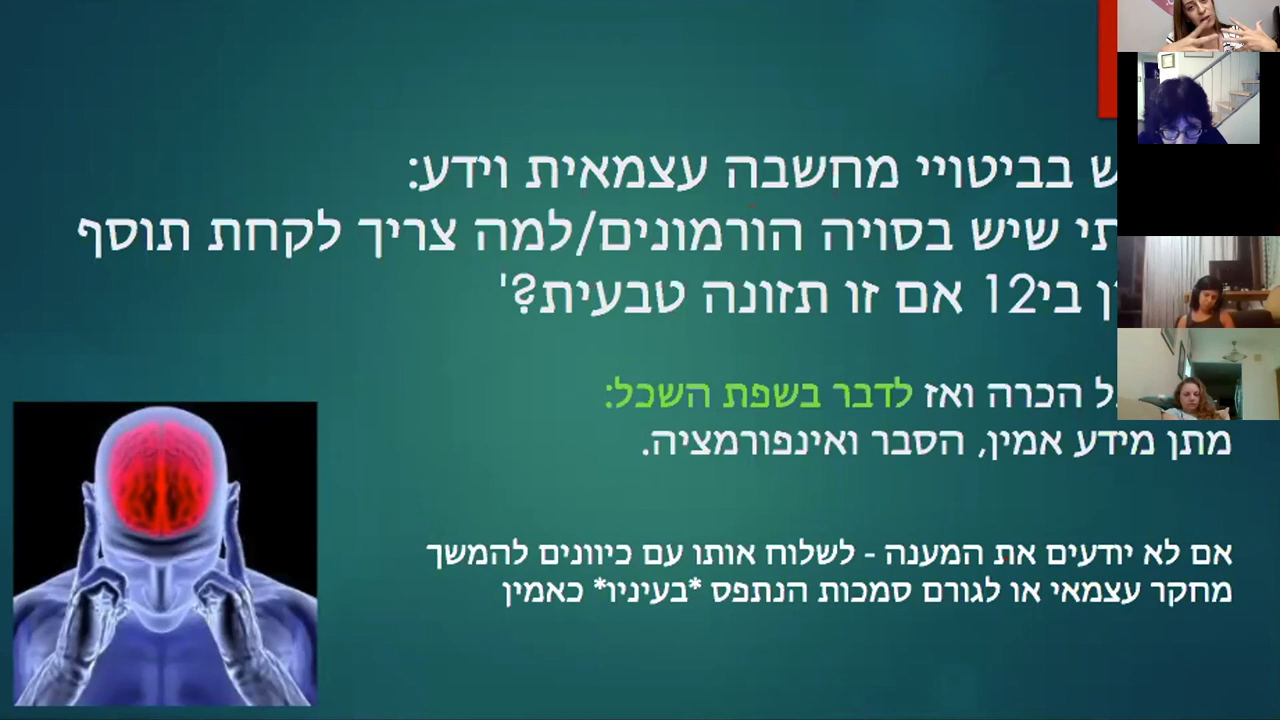 בביטויי מחשבה עצמאית וידע:
שיש בסויה הורמונים/למה צריך לקחת תוסף
בי12 אם זו תזונה טבעית?'
הכרה ואז לדבר בשפת השכל:
מתן מידע אמין, הסבר ואינפורמציה.
אם לא יודעים את המענה - לשלוח אותו עם כיוונים להמשך
מחקר עצמאי או לגורם סמכות הנתפס *בעיניו* כאמין